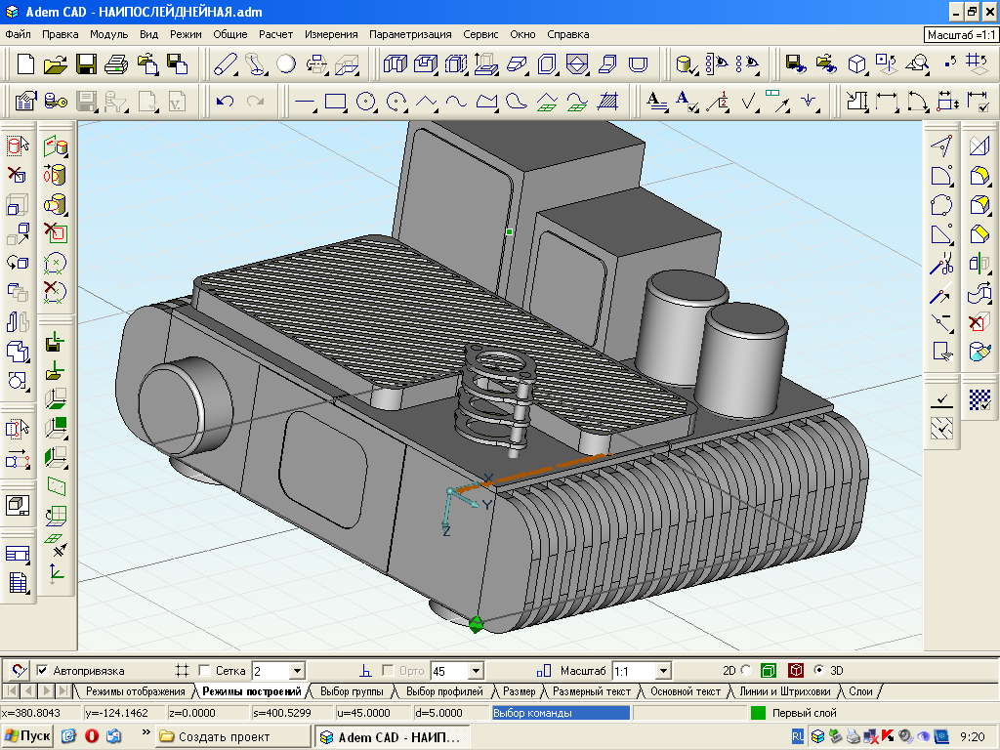 Adem CAD - НАИПОСЛЕЙДНЕЙНАЯ.adm
Файл Правка Модуль Вид Режим Общие Расчет Измерения Параметризация Сервис Окно Справка
Масштаб =1:1
X
Y
Z
Автопривязка Сетка 2 Орто 45 Масштаб 1:1 2D 3D
Режимы отображения Режимы построений Выбор группы Выбор профилей Размер Размерный текст Основной текст Линии и Штриховки Слои
x=380.8043 y=-124.1462 z=0.0000 s=400.5299 u=45.0000 d=5.0000 Выбор команды Первый слой
Пуск » Создать проект Adem CAD - НАИП... RL 9:20